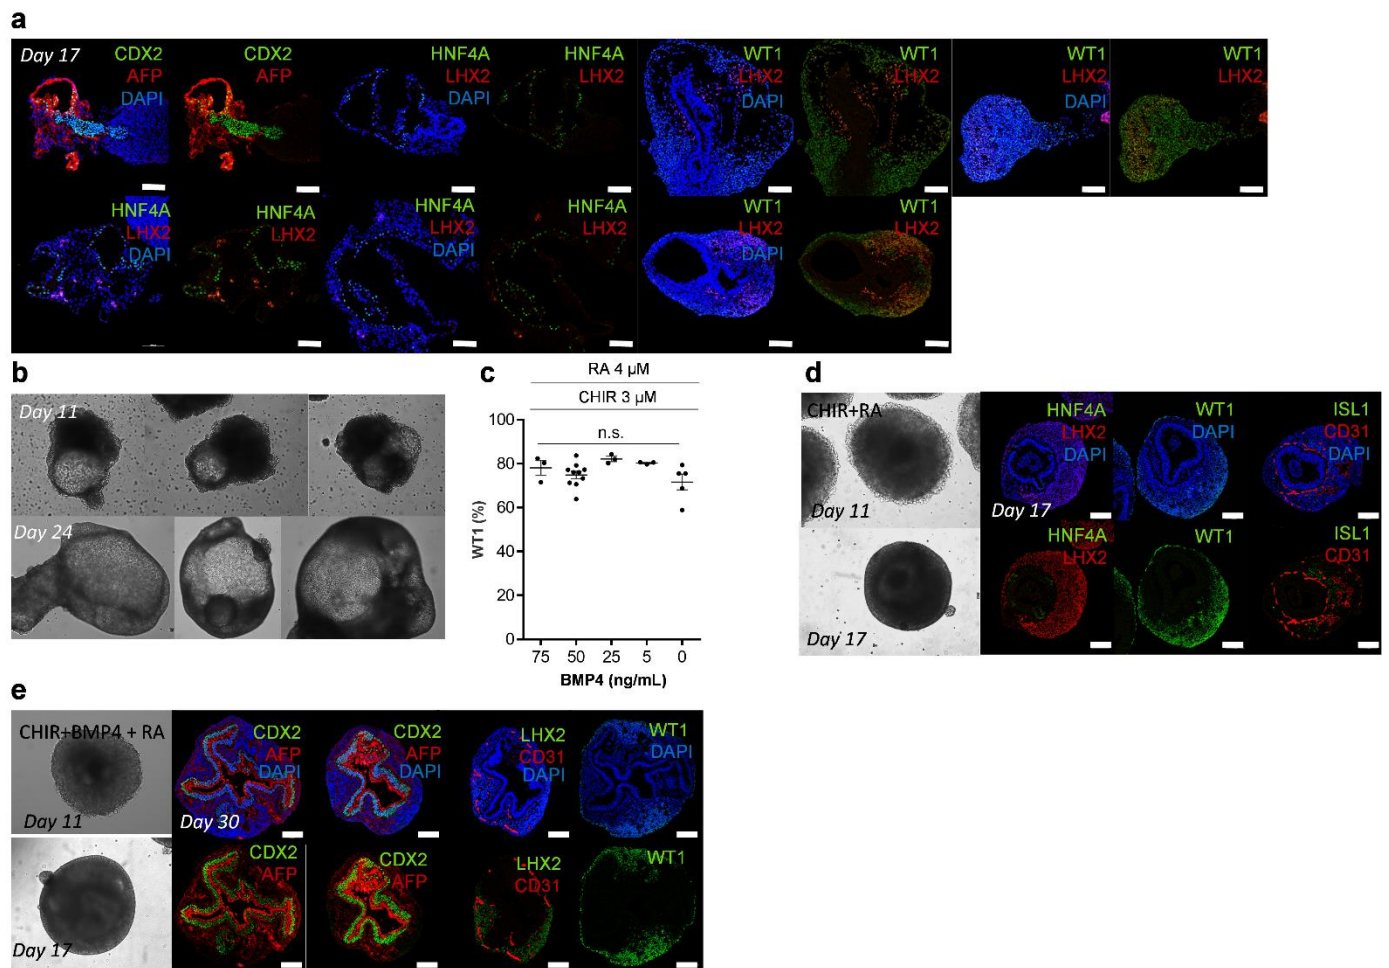 a
Day 17
CDX2
AFP
DAPI
CDX2
AFP
HNF4A
LHX2
DAPI
HNF4A
LHX2
WT1
LHX2
DAPI
WT1
LHX2
WT1
LHX2
DAPI
WT1
LHX2
HNF4A
LHX2
DAPI
HNF4A
LHX2
HNF4A
LHX2
DAPI
HNF4A
LHX2
WT1
LHX2
DAPI
WT1
LHX2
b
Day 11
Day 24
c
RA 4 µM
CHIR 3 µM
n.s.
100
80
60
40
20
0
WT1 (%)
75 50 25 5 0
BMP4 (ng/mL)
d
CHIR+RA
Day 11
Day 17
HNF4A
LHX2
DAPI
Day 17
WT1
DAPI
ISL1
CD31
DAPI
HNF4A
LHX2
WT1
ISL1
CD31
e
CHIR+BMP4 + RA
Day 11
Day 17
CDX2
AFP
DAPI
Day 30
CDX2
AFP
DAPI
LHX2
CD31
DAPI
WT1
DAPI
CDX2
AFP
CDX2
AFP
LHX2
CD31
WT1